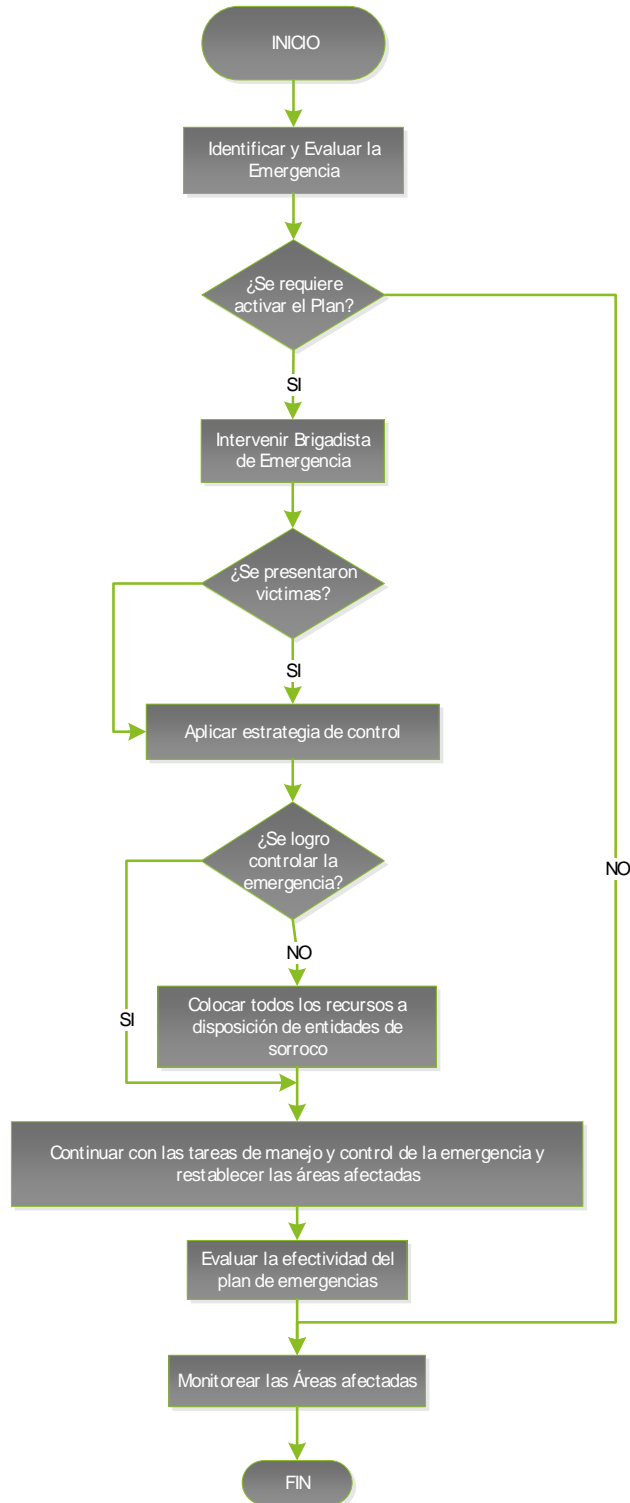 INICIO
Identificar y Evaluar la
Emergencia
¿Se requiere
activar el Plan?
SI
Intervenir Brigadista
de Emergencia
¿Se presentaron
victimas?
SI
Aplicar estrategia de control
¿Se logro
controlar la
emergencia?
NO
NO
Colocar todos los recursos a
disposición de entidades de
sorroco
SI
Continuar con las tareas de manejo y control de la emergencia y
restablecer las áreas afectadas
Evaluar la efectividad del
plan de emergencias
Monitorear las Áreas afectadas
FIN